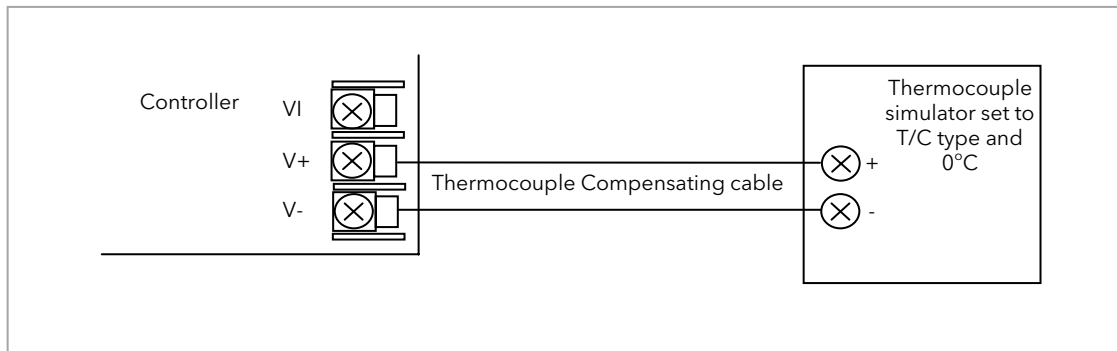 Controller
VI
V+
V-
Thermocouple Compensating cable
Thermocouple
simulator set to
T/C type and
0°C
+
-